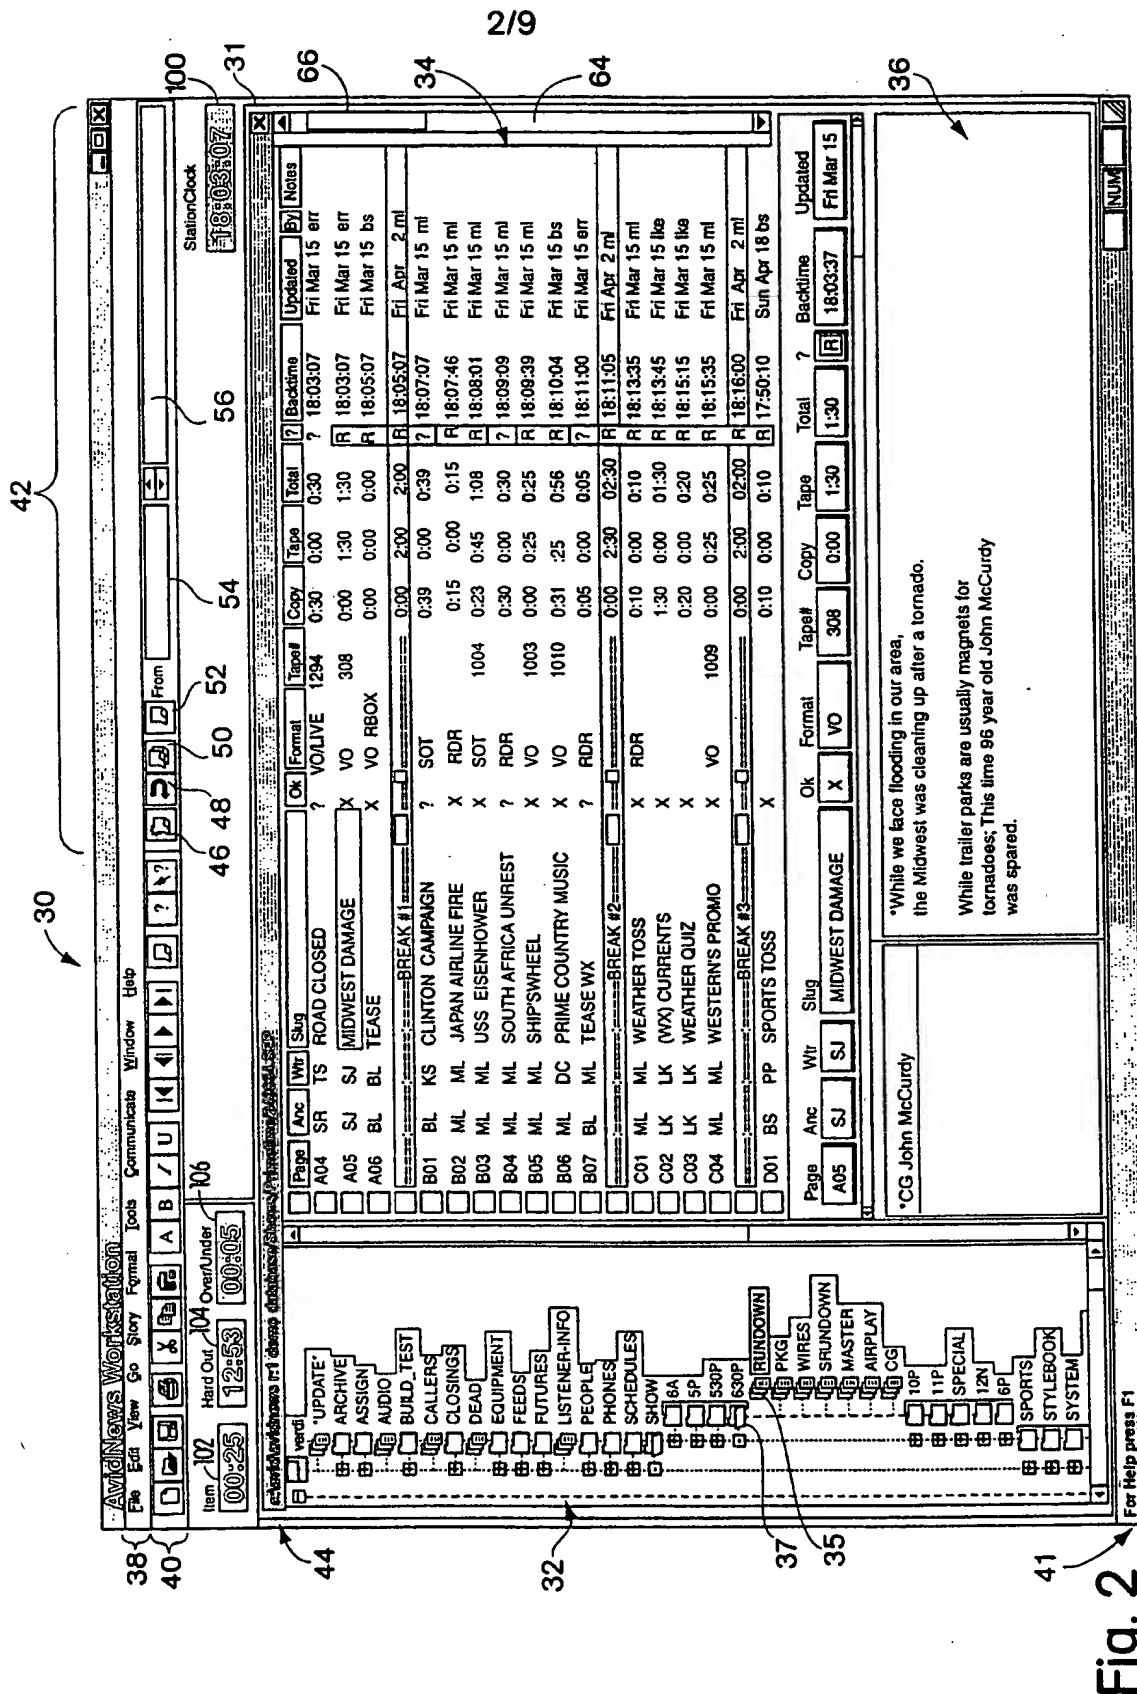 2/9
30
42
AvidNews Workstation
File Edit View Go Story Format Tools Communicate Window Help
38
40
A B / U ? ?
From
46
48
50
52
54
56
Item 102 Hard Out 104 Over/Under 106
00:25 12:53 00:05
StationClock
18:03:07
100
31
44
verdi
"UPDATE"
ARCHIVE
ASSIGN
AUDIO
BUILD_TEST
CALLERS
CLOSINGS
DEAD
EQUIPMENT
FEEDS
FUTURES
LISTENER-INFO
PEOPLE
PHONES
SCHEDULES
SHOW
6A
5P
530P
630P
RUNDOWN
PKG
WIRES
SRUNDOWN
MASTER
AIRPLAY
CG
10P
11P
SPECIAL
12N
6P
SPORTS
STYLEBOOK
SYSTEM
32
37
35
41
66
34
64
Page Anc Wtr Slug Ok Format Tape# Copy Tape Total ? Backtime Updated By Notes
A04 SR TS ROAD CLOSED ? VO/LIVE 1294 0:30 0:00 0:30 ? 18:03:07 Fri Mar 15 err
A05 SJ SJ MIDWEST DAMAGE X VO 308 0:00 1:30 1:30 R 18:03:07 Fri Mar 15 err
A06 BL BL TEASE X VO RBOX 0:00 0:00 0:00 R 18:05:07 Fri Mar 15 bs
BREAK #1 0:00 2:00 2:00 R 18:05:07 Fri Apr 2 ml
B01 BL KS CLINTON CAMPAIGN ? SOT 0:39 0:00 0:39 ? 18:07:07 Fri Mar 15 ml
B02 ML ML JAPAN AIRLINE FIRE X RDR 0:15 0:00 0:15 R 18:07:46 Fri Mar 15 ml
B03 ML ML USS EISENHOWER X SOT 1004 0:23 0:45 1:08 R 18:08:01 Fri Mar 15 ml
B04 ML ML SOUTH AFRICA UNREST ? RDR 0:30 0:00 0:30 ? 18:09:09 Fri Mar 15 ml
B05 ML ML SHIP'SWHEEL X VO 1003 0:00 0:25 0:25 R 18:09:39 Fri Mar 15 ml
B06 ML DC PRIME COUNTRY MUSIC X VO 1010 0:31 :25 0:56 R 18:10:04 Fri Mar 15 bs
B07 BL ML TEASE WX ? RDR 0:05 0:00 0:05 ? 18:11:00 Fri Mar 15 err
BREAK #2 0:00 2:30 02:30 R 18:11:05 Fri Apr 2 ml
C01 ML ML WEATHER TOSS X RDR 0:10 0:00 0:10 R 18:13:35 Fri Mar 15 ml
C02 LK LK (WX) CURRENTS X 1:30 0:00 01:30 R 18:13:45 Fri Mar 15 lke
C03 LK LK WEATHER QUIZ X 0:20 0:00 0:20 R 18:15:15 Fri Mar 15 lke
C04 ML ML WESTERN'S PROMO X VO 1009 0:00 0:25 0:25 R 18:15:35 Fri Mar 15 ml
BREAK #3 0:00 2:00 02:00 R 18:16:00 Fri Apr 2 ml
D01 BS PP SPORTS TOSS X 0:10 0:00 0:10 R 17:50:10 Sun Apr 18 bs
Page Anc Wtr Slug Ok Format Tape# Copy Tape Total ? Backtime Updated
A05 SJ SJ MIDWEST DAMAGE X VO 308 0:00 1:30 1:30 R 18:03:37 Fri Mar 15
*CG John McCurdy
*While we face flooding in our area,
the Midwest was cleaning up after a tornado.
While trailer parks are usually magnets for
tornadoes; This time 96 year old John McCurdy
was spared.
36
For Help press F1
NUM
Fig. 2